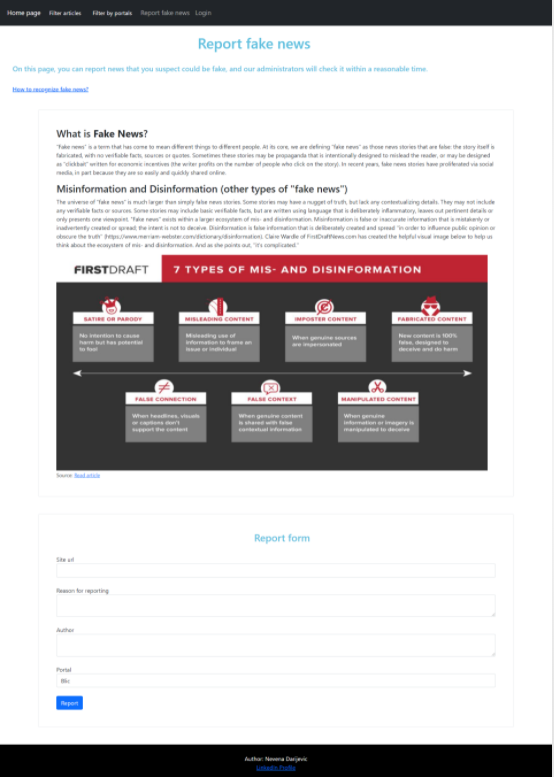 Home page Filter articles Filter by portals Report fake news Login
Report fake news
On this page, you can report news that you suspect could be fake, and our administrators will check it within a reasonable time.
How to recognize fake news?
What is Fake News?
"Fake news" is a term that has come to mean different things to different people. At its core, we are defining "fake news" as those news stories that are false: the story itself is
fabricated, with no verifiable facts, sources or quotes. Sometimes these stories may be propaganda that is intentionally designed to mislead the reader, or may be designed
as "clickbait" written for economic incentives (the writer profits on the number of people who click on the story). In recent years, fake news stories have proliferated via social
media, in part because they are so easily and quickly shared online.
Misinformation and Disinformation (other types of "fake news")
The universe of "fake news" is much larger than simply false news stories. Some stories may have a nugget of truth, but lack any contextualizing details. They may not include
any verifiable facts or sources. Some stories may include basic verifiable facts, but are written using language that is deliberately inflammatory, leaves out pertinent details or
only presents one viewpoint. "Fake news" exists within a larger ecosystem of mis- and disinformation. Misinformation is false or inaccurate information that is mistakenly or
inadvertently created or spread; the intent is not to deceive. Disinformation is false information that is deliberately created and spread "in order to influence public opinion or
obscure the truth" (https://www.merriam-webster.com/dictionary/disinformation). Claire Wardle of FirstDraftNews.com has created the helpful visual image below to help us
think about the ecosystem of mis- and disinformation. And as she points out, "it's complicated."
FIRSTDRAFT 7 TYPES OF MIS- AND DISINFORMATION
SATIRE OR PARODY MISLEADING CONTENT IMPOSTER CONTENT FABRICATED CONTENT
No intention to cause
harm but has potential
to fool
Misleading use of
information to frame an
issue or individual
When genuine sources
are impersonated
New content is 100%
false, designed to
deceive and do harm
FALSE CONNECTION FALSE CONTEXT MANIPULATED CONTENT
When headlines, visuals
or captions don't
support the content
When genuine content
is shared with false
contextual information
When genuine
information or imagery is
manipulated to deceive
Source: Read article
Report form
Site url
Reason for reporting
Author
Portal
Blic
Report
Author: Nevena Darijevic
LinkedIn Profile